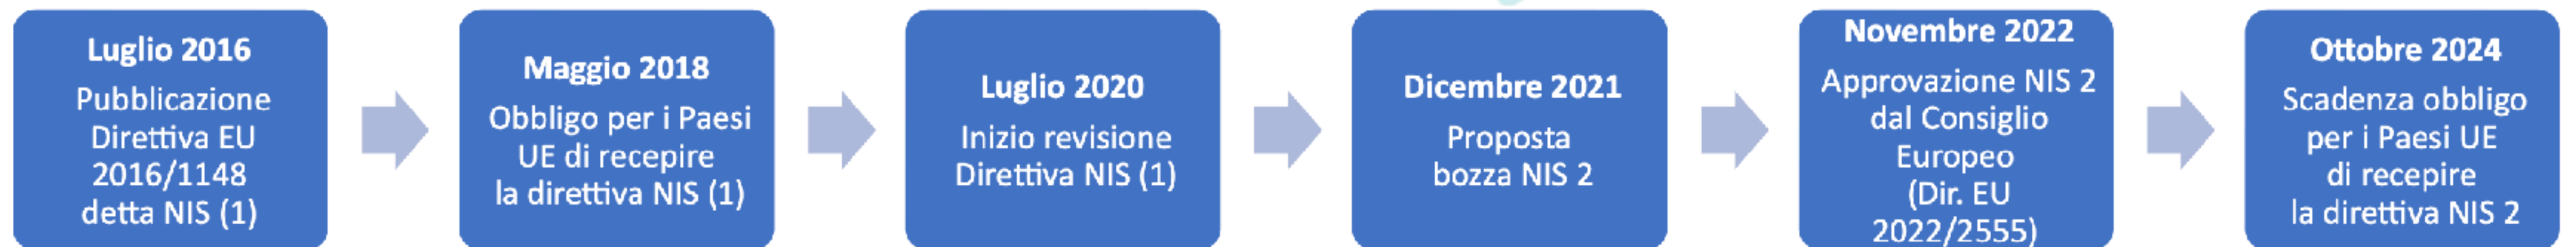 Luglio 2016
Pubblicazione
Direttiva EU
2016/1148
detta NIS (1)
Maggio 2018
Obbligo per i Paesi
UE di recepire
la direttiva NIS (1)
Luglio 2020
Inizio revisione
Direttiva NIS (1)
Dicembre 2021
Proposta
bozza NIS 2
Novembre 2022
Approvazione NIS 2
dal Consiglio
Europeo
(Dir. EU
2022/2555)
Ottobre 2024
Scadenza obbligo
per i Paesi UE
di recepire
la direttiva NIS 2